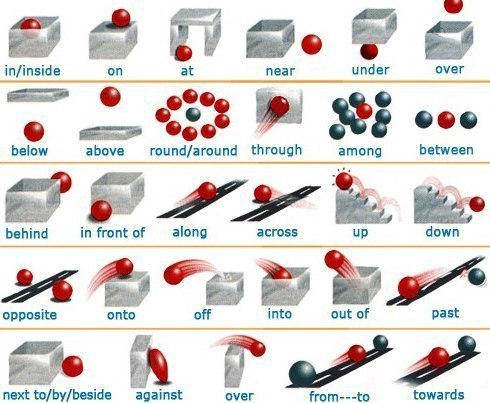 in/inside on at near under over
below above round/around through among between
behind in front of along across up down
opposite onto off into out of past
next to/by/beside against over from---to towards